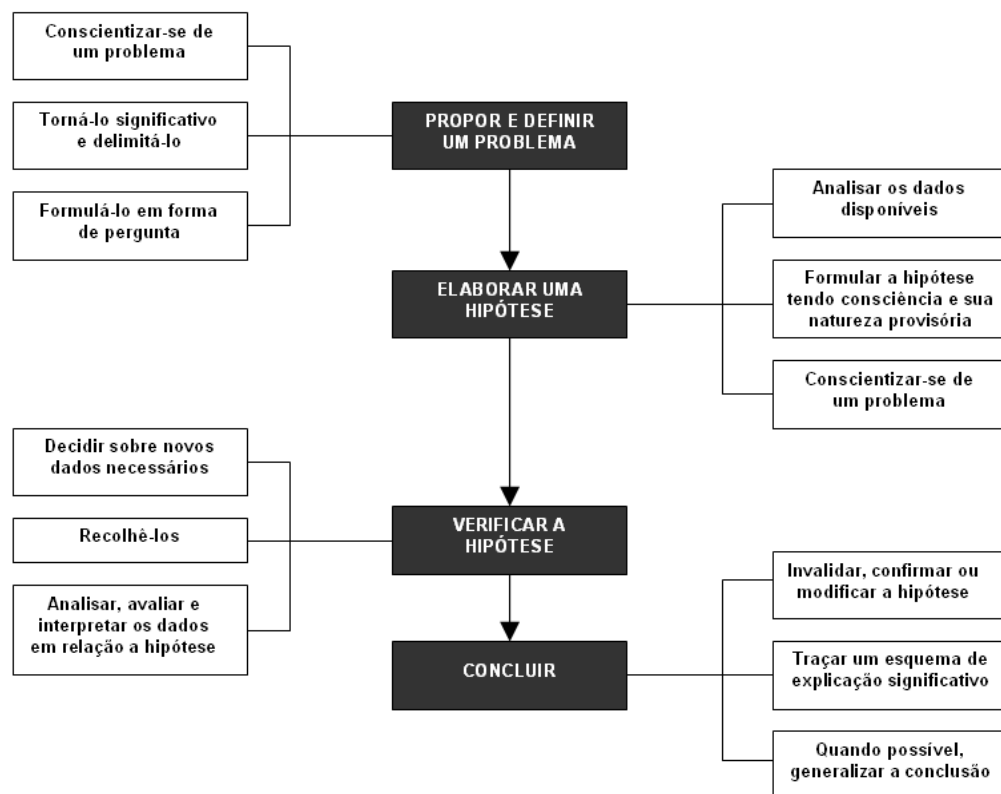 Conscientizar-se de
um problema
Torná-lo significativo
e delimitá-lo
Formulá-lo em forma
de pergunta
PROPOR E DEFINIR
UM PROBLEMA
Analisar os dados
disponíveis
Formular a hipótese
tendo consciência e sua
natureza provisória
Conscientizar-se de
um problema
ELABORAR UMA
HIPÓTESE
Decidir sobre novos
dados necessários
Recolhê-los
Analisar, avaliar e
interpretar os dados
em relação a hipótese
VERIFICAR A
HIPÓTESE
Invalidar, confirmar ou
modificar a hipótese
Traçar um esquema de
explicação significativo
Quando possível,
generalizar a conclusão
CONCLUIR